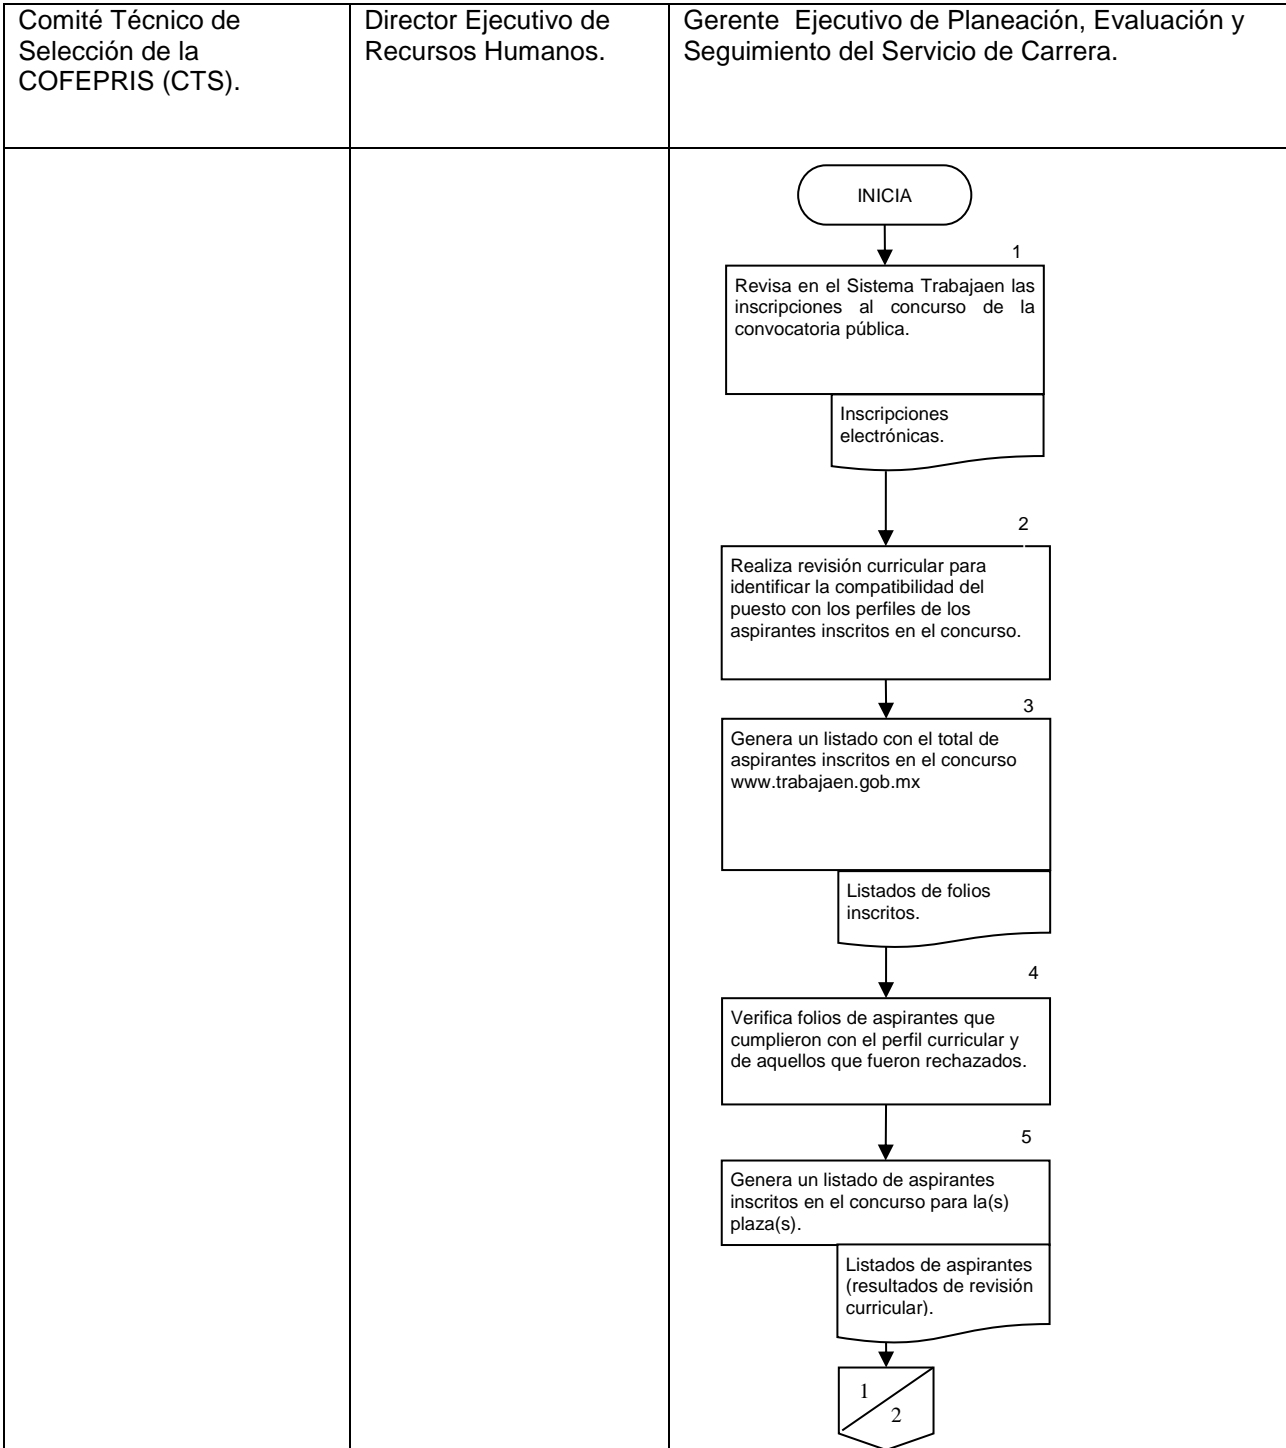 Comité Técnico de
Selección de la
COFEPRIS (CTS).
Director Ejecutivo de
Recursos Humanos.
Gerente  Ejecutivo de Planeación, Evaluación y
Seguimiento del Servicio de Carrera.
INICIA
1
Revisa en el Sistema Trabajaen las
inscripciones al concurso de la
convocatoria pública.
Inscripciones
electrónicas.
2
Realiza revisión curricular para
identificar la compatibilidad del
puesto con los perfiles de los
aspirantes inscritos en el concurso.
3
Genera un listado con el total de
aspirantes inscritos en el concurso
www.trabajaen.gob.mx
Listados de folios
inscritos.
4
Verifica folios de aspirantes que
cumplieron con el perfil curricular y
de aquellos que fueron rechazados.
5
Genera un listado de aspirantes
inscritos en el concurso para la(s)
plaza(s).
Listados de aspirantes
(resultados de revisión
curricular).
1
2